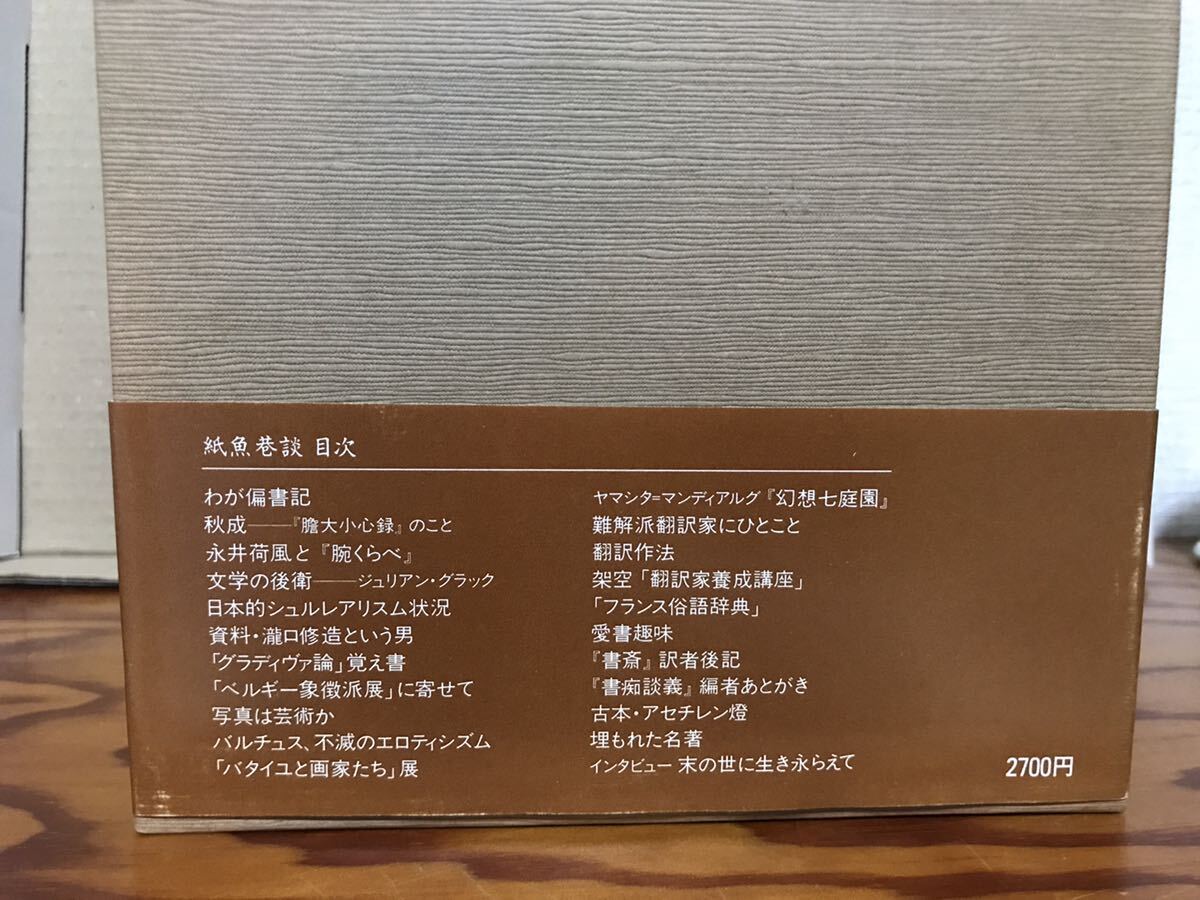 紙魚巷談 目次
わが偏書記
秋成――『膽大小心録』のこと
永井荷風と『腕くらべ』
文学の後衛――ジュリアン・グラック
日本的シュルレアリスム状況
資料・瀧口修造という男
「グラディヴァ論」覚え書
「ベルギー象徴派展」に寄せて
写真は芸術か
バルチュス、不滅のエロティシズム
「バタイユと画家たち」展
ヤマシタ=マンディアルグ『幻想七庭園』
難解派翻訳家にひとこと
翻訳作法
架空「翻訳家養成講座」
「フランス俗語辞典」
愛書趣味
『書斎』訳者後記
『書痴談義』編者あとがき
古本・アセチレン燈
埋もれた名著
インタビュー 末の世に生き永らえて
2700円